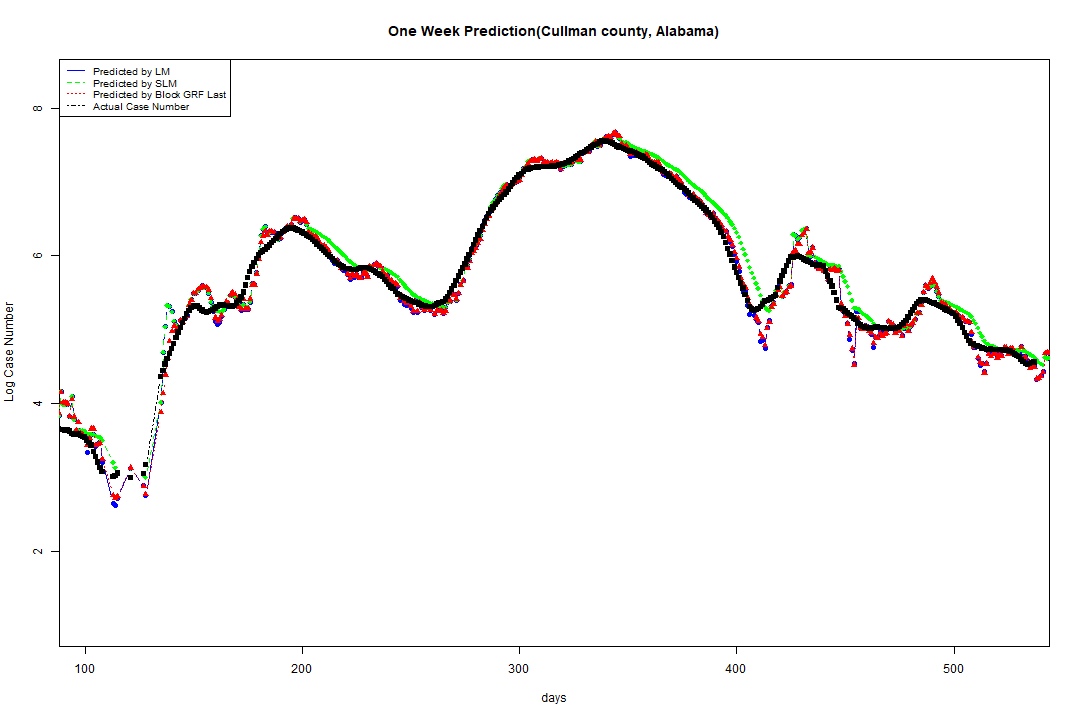 One Week Prediction(Cullman county, Alabama)
Predicted by LM
Predicted by SLM
Predicted by Block GRF Last
Actual Case Number
8
6
4
2
Log Case Number
100 200 300 400 500
days